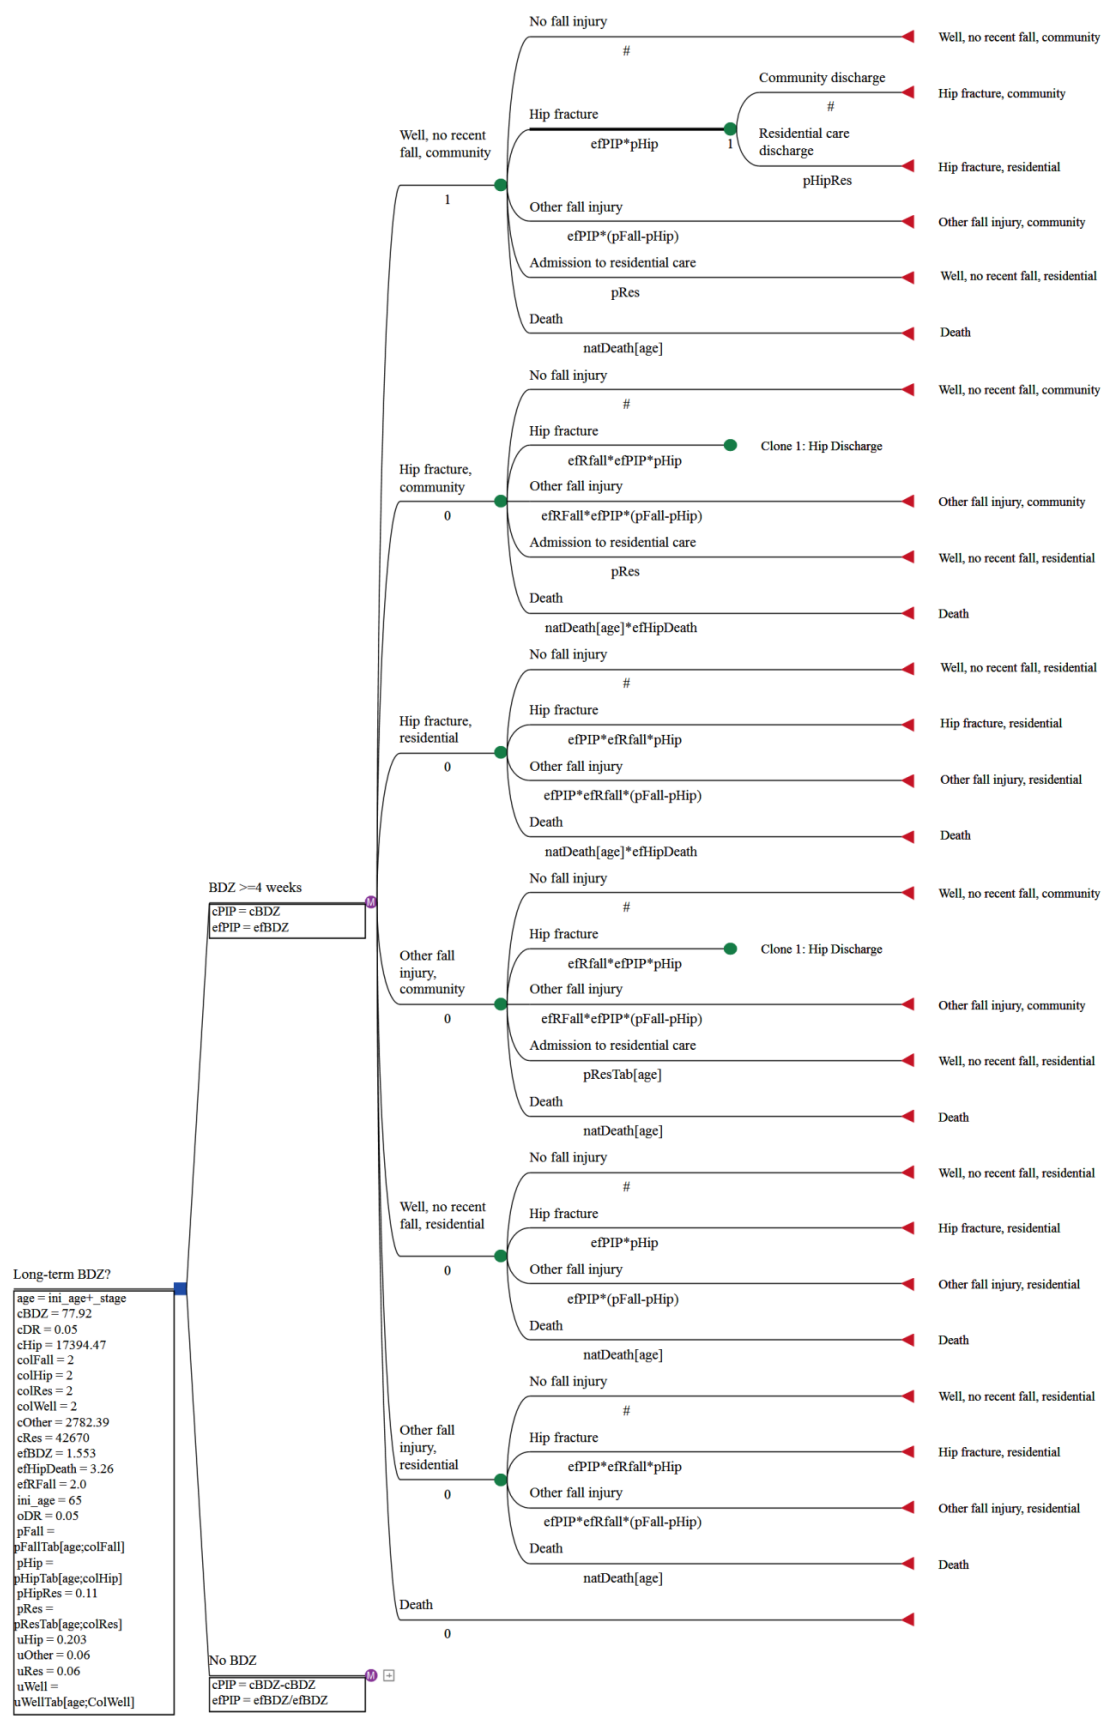 No fall injury
#
Well, no recent fall, community
Community discharge
#
Hip fracture, community
Hip fracture
efPIP*pHip
1
Residential care
discharge
pHipRes
Hip fracture, residential
Well, no recent
fall, community
1
Other fall injury
efPIP*(pFall-pHip)
Other fall injury, community
Admission to residential care
pRes
Well, no recent fall, residential
Death
natDeath[age]
Death
No fall injury
#
Well, no recent fall, community
Hip fracture
efRfall*efPIP*pHip
Clone 1: Hip Discharge
Hip fracture,
community
0
Other fall injury
efRFall*efPIP*(pFall-pHip)
Other fall injury, community
Admission to residential care
pRes
Well, no recent fall, residential
Death
natDeath[age]*efHipDeath
Death
No fall injury
#
Well, no recent fall, residential
Hip fracture
efPIP*efRfall*pHip
Hip fracture, residential
Hip fracture,
residential
0
Other fall injury
efPIP*efRfall*(pFall-pHip)
Other fall injury, residential
Death
natDeath[age]*efHipDeath
Death
BDZ >=4 weeks
cPIP = cBDZ
efPIP = efBDZ
No fall injury
#
Well, no recent fall, community
Hip fracture
efRfall*efPIP*pHip
Clone 1: Hip Discharge
Other fall
injury,
community
0
Other fall injury
efRFall*efPIP*(pFall-pHip)
Other fall injury, community
Admission to residential care
pResTab[age]
Well, no recent fall, residential
Death
natDeath[age]
Death
No fall injury
#
Well, no recent fall, residential
Well, no recent
fall, residential
0
Hip fracture
efPIP*pHip
Hip fracture, residential
Other fall injury
efPIP*(pFall-pHip)
Other fall injury, residential
Death
natDeath[age]
Death
Long-term BDZ?
age = ini_age+_stage
cBDZ = 77.92
cDR = 0.05
cHip = 17394.47
colFall = 2
colHip = 2
colRes = 2
colWell = 2
cOther = 2782.39
cRes = 42670
efBDZ = 1.553
efHipDeath = 3.26
efRFall = 2.0
ini_age = 65
oDR = 0.05
pFall =
pFallTab[age;colFall]
pHip =
pHipTab[age;colHip]
pHipRes = 0.11
pRes =
pResTab[age;colRes]
uHip = 0.203
uOther = 0.06
uRes = 0.06
uWell =
uWellTab[age;ColWell]
No fall injury
#
Well, no recent fall, residential
Other fall
injury,
residential
0
Hip fracture
efPIP*efRfall*pHip
Hip fracture, residential
Other fall injury
efPIP*efRfall*(pFall-pHip)
Other fall injury, residential
Death
natDeath[age]
Death
Death
0
No BDZ
cPIP = cBDZ-cBDZ
efPIP = efBDZ/efBDZ
M
M